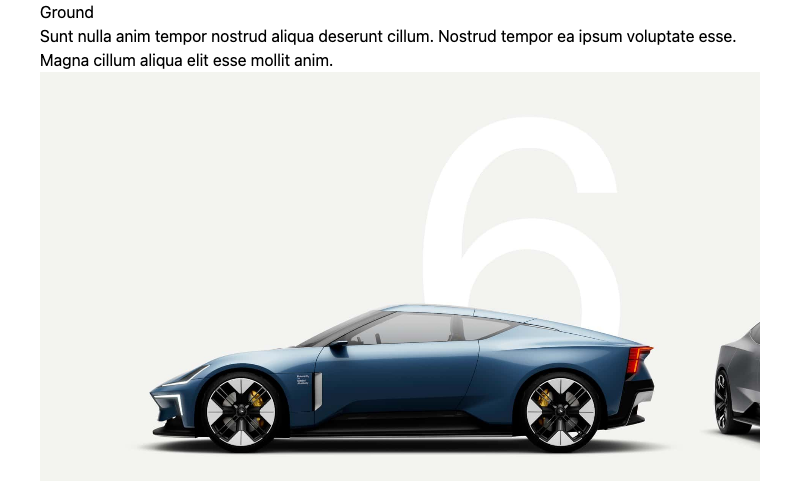 Ground
Sunt nulla anim tempor nostrud aliqua deserunt cillum. Nostrud tempor ea ipsum voluptate esse.
Magna cillum aliqua elit esse mollit anim.
6